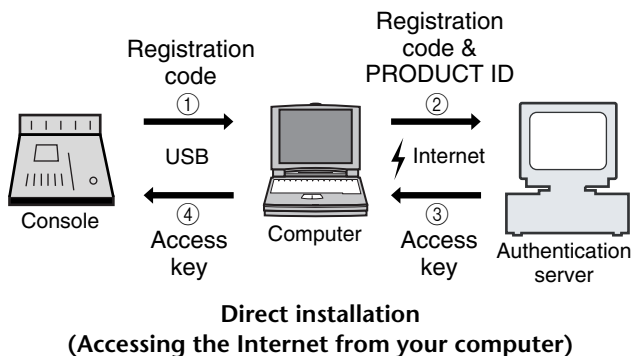 Registration
code
①
USB
④
Access
key
Registration
code &
PRODUCT ID
②
Internet
③
Access
key
Console
Computer
Authentication
server
Direct installation
(Accessing the Internet from your computer)